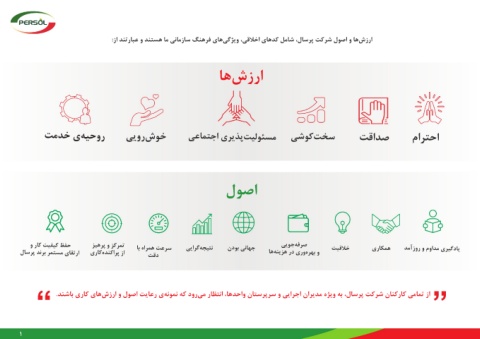 PERSÖL
ارزش‌ها و اصول شرکت پرسال، شامل کدهای اخلاقی، ویژگی‌های فرهنگ سازمانی ما هستند و عبارتند از:
ارزش‌ها
احترام
صداقت
سخت‌کوشی
مسئولیت‌پذیری اجتماعی
خوش‌رویی
روحیه‌ی خدمت
اصول
یادگیری مداوم و روزآمد
همکاری
خلاقیت
صرفه‌جویی
و بهره‌وری در هزینه‌ها
جهانی بودن
نتیجه‌گرایی
سرعت همراه با
دقت
تمرکز و پرهیز
از پراکنده‌کاری
حفظ کیفیت کار و
ارتقای مستمر برند پرسال
از تمامی کارکنان شرکت پرسال، به ویژه مدیران اجرایی و سرپرستان واحدها، انتظار می‌رود که نمونه‌ی رعایت اصول و ارزش‌های کاری باشند.
۱